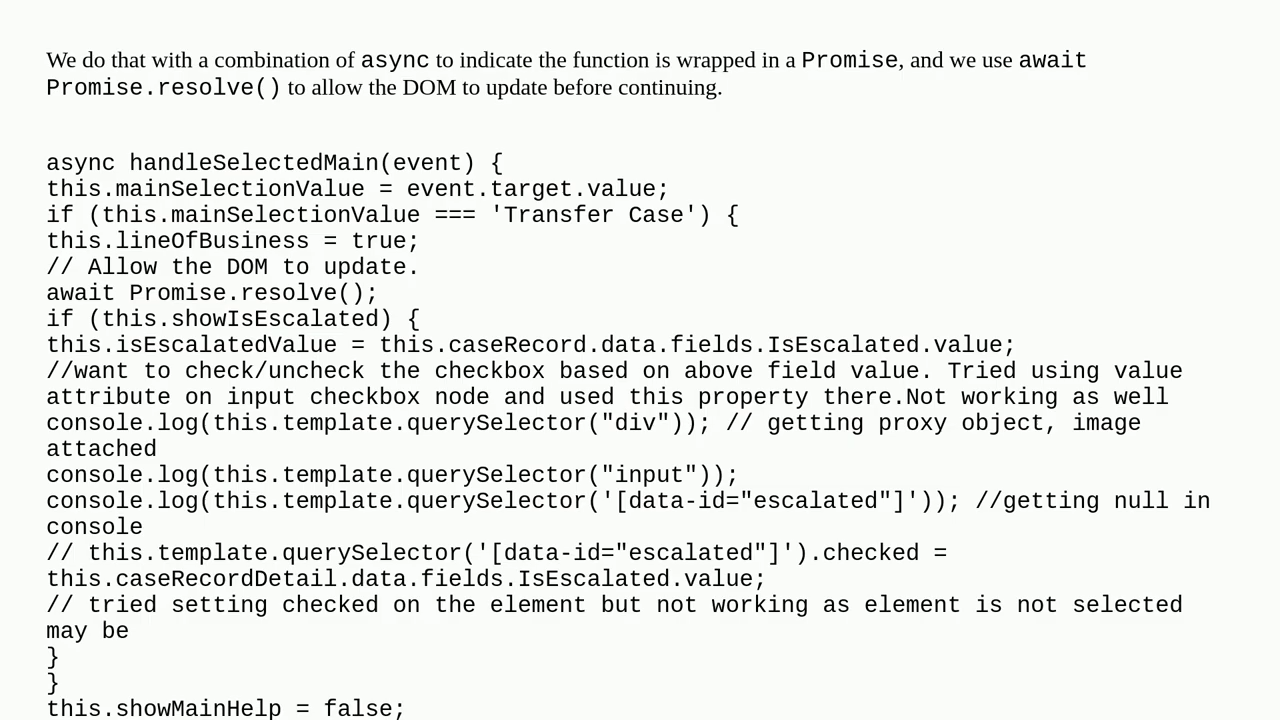 We do that with a combination of async to indicate the function is wrapped in a Promise, and we use await
Promise.resolve() to allow the DOM to update before continuing.
async handleSelectedMain(event) {
this.mainSelectionValue = event.target.value;
if (this.mainSelectionValue === 'Transfer Case') {
this.lineOfBusiness = true;
// Allow the DOM to update.
await Promise.resolve();
if (this.showIsEscalated) {
this.isEscalatedValue = this.caseRecord.data.fields.IsEscalated.value;
//want to check/uncheck the checkbox based on above field value. Tried using value
attribute on input checkbox node and used this property there.Not working as well
console.log(this.template.querySelector("div")); // getting proxy object, image
attached
console.log(this.template.querySelector("input"));
console.log(this.template.querySelector('[data-id="escalated"]')); //getting null in
console
// this.template.querySelector('[data-id="escalated"]').checked =
this.caseRecordDetail.data.fields.IsEscalated.value;
// tried setting checked on the element but not working as element is not selected
may be
}
}
this.showMainHelp = false;